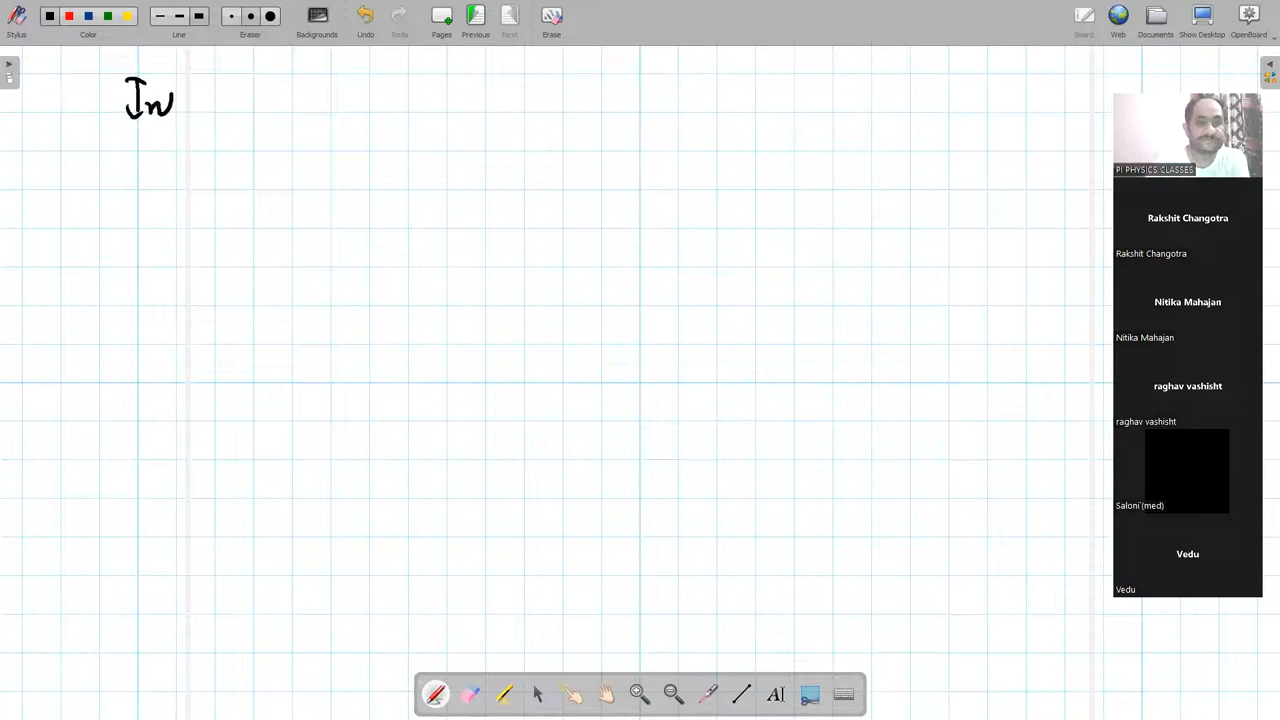 Stylus
Color
Line
Eraser
Backgrounds
Undo
Redo
Pages
Previous
Next
Erase
Board
Web
Documents
Show Desktop
OpenBoard
In
PI PHYSICS CLASSES
Rakshit Changotra
Rakshit Changotra
Nitika Mahajan
Nitika Mahajan
raghav vashisht
raghav vashisht
Saloni (med)
Vedu
Vedu